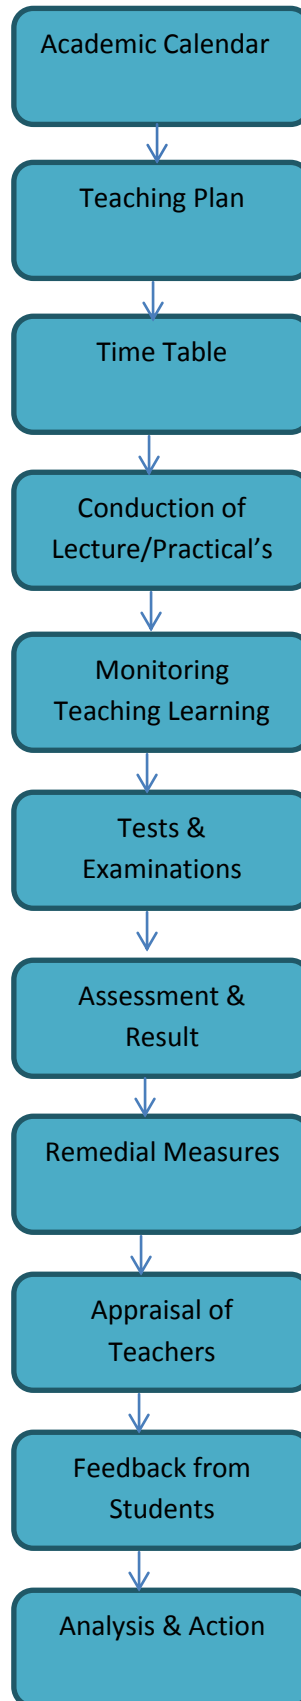 Academic Calendar
Teaching Plan
Time Table
Conduction of
Lecture/Practical’s
Monitoring
Teaching Learning
Tests &
Examinations
Assessment &
Result
Remedial Measures
Appraisal of
Teachers
Feedback from
Students
Analysis & Action